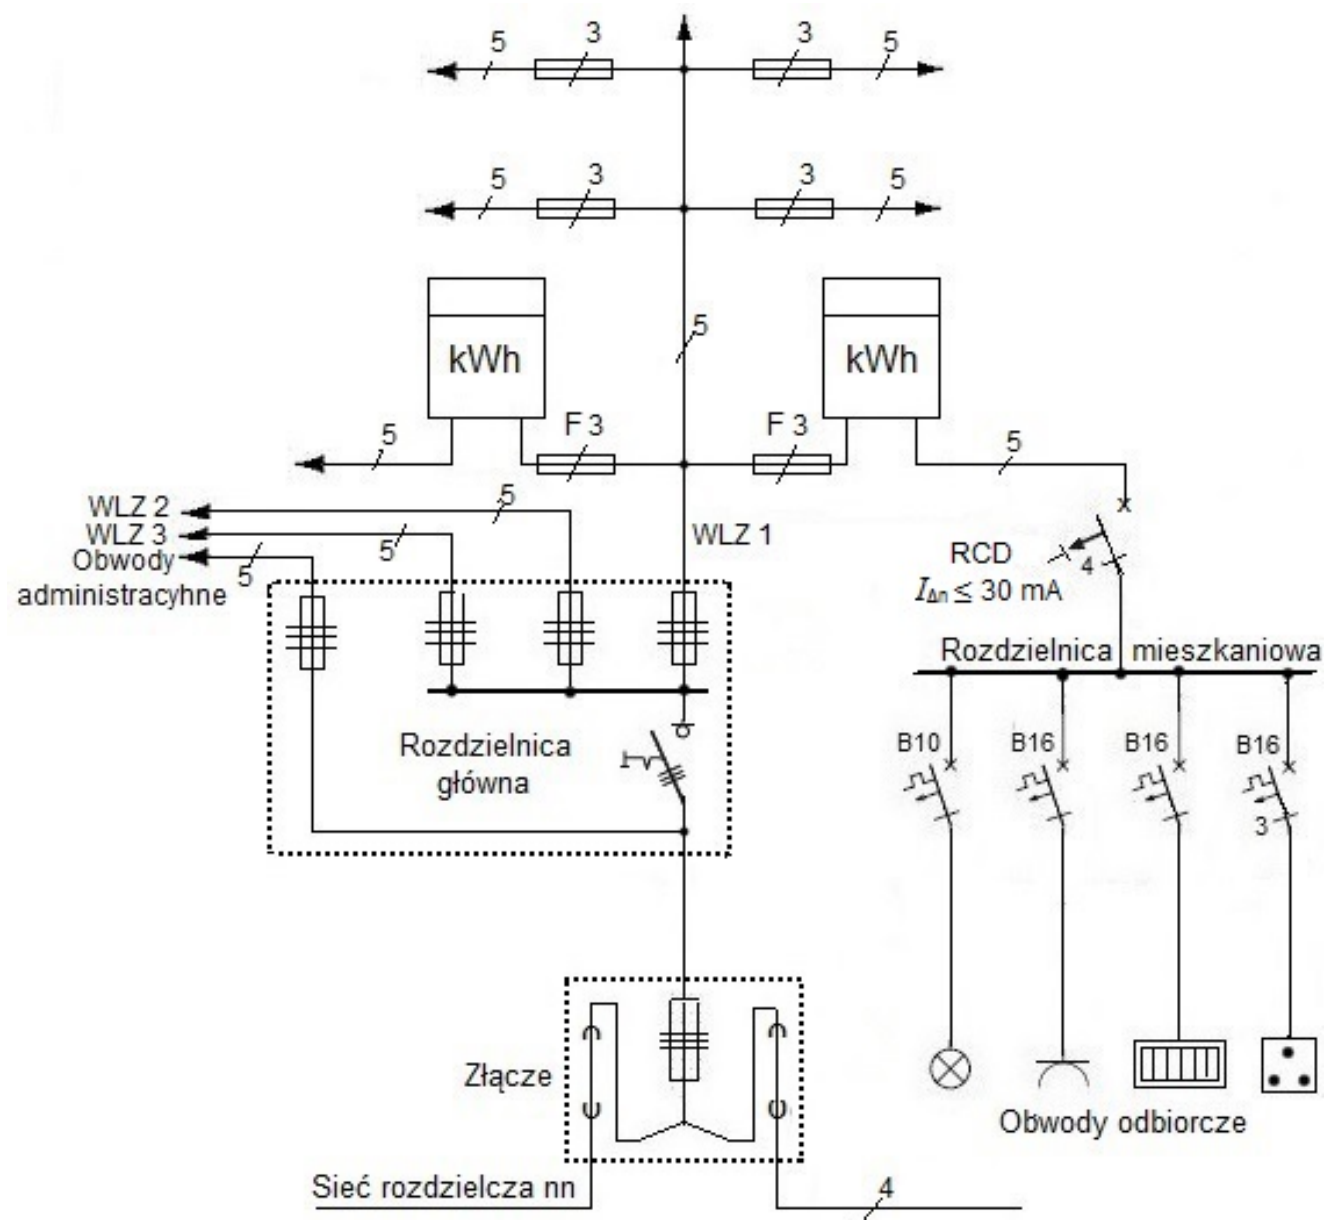 5 3 3 5
5 3 3 5
5
kWh kWh
5 F 3 F 3 5
WLZ 2 5
WLZ 3 5 WLZ 1
Obwody 5
administracyhne
RCD 4
IΔn ≤ 30 mA
Rozdzielnica mieszkaniowa
Rozdzielnica
główna
B10 B16 B16 B16
3
Złącze
Obwody odbiorcze
Sieć rozdzielcza nn 4